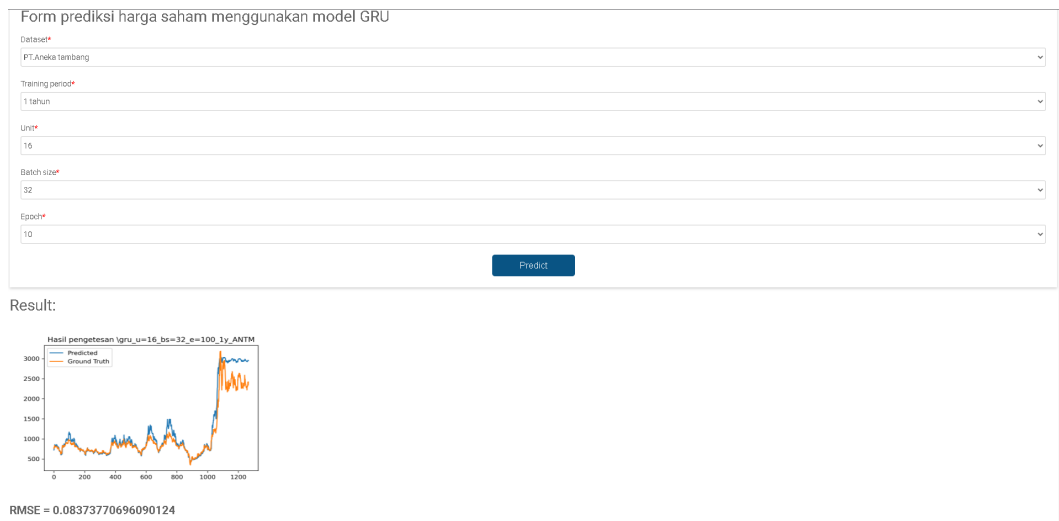 Form prediksi harga saham menggunakan model GRU
Dataset*
PT.Aneka tambang
Training period*
1 tahun
Unit*
16
Batch size*
32
Epoch*
10
Predict
Result:
Hasil pengetesan \gru_u=16_bs=32_e=100_1y_ANTM
Predicted
Ground Truth
3000
2500
2000
1500
1000
500
0 200 400 600 800 1000 1200
RMSE = 0.08373770696090124